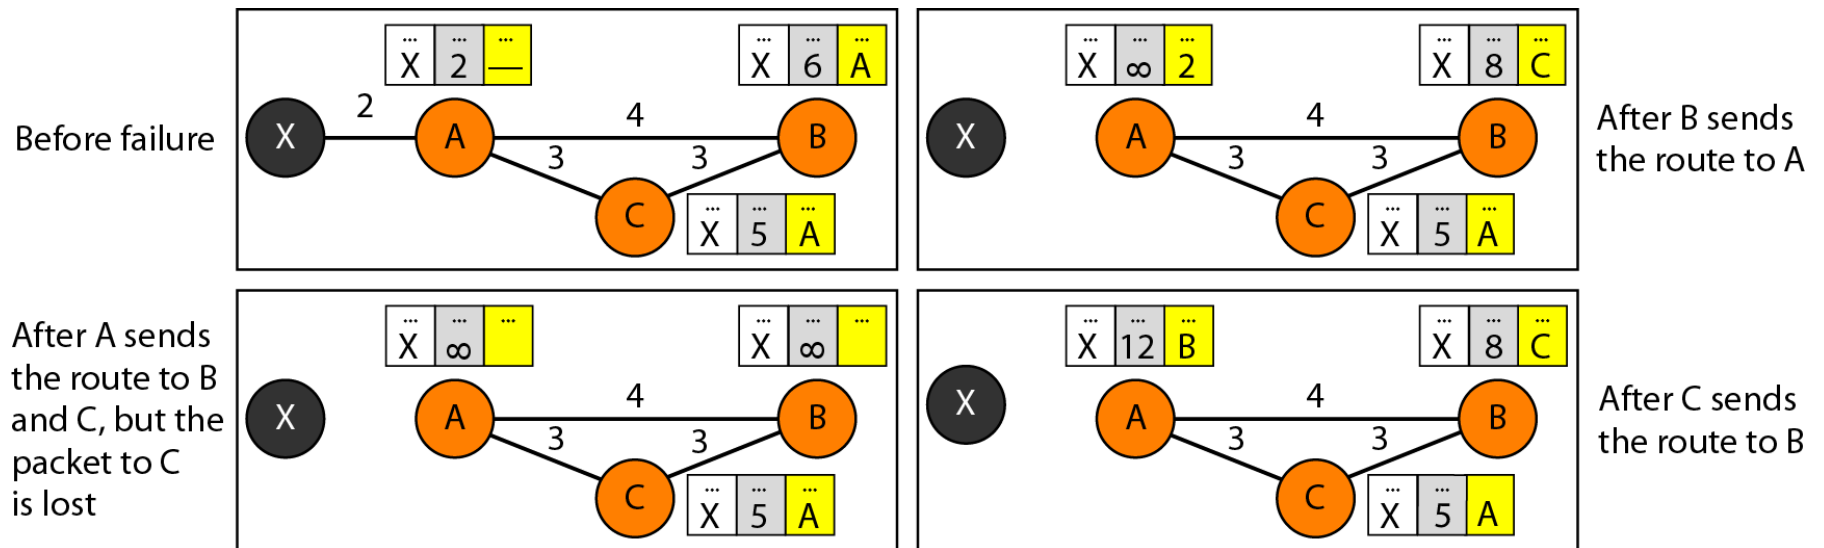 Before failure
... ... ...
X 2 —
... ... ...
X 6 A
X
2
A
4
B
3
3
C
... ... ...
X 5 A
... ... ...
X ∞ 2
... ... ...
X 8 C
X
A
4
B
3
3
C
... ... ...
X 5 A
After B sends
the route to A
After A sends
the route to B
and C, but the
packet to C
is lost
... ... ...
X ∞
... ... ...
X ∞
X
A
4
B
3
3
C
... ... ...
X 5 A
... ... ...
X 12 B
... ... ...
X 8 C
X
A
4
B
3
3
C
... ... ...
X 5 A
After C sends
the route to B